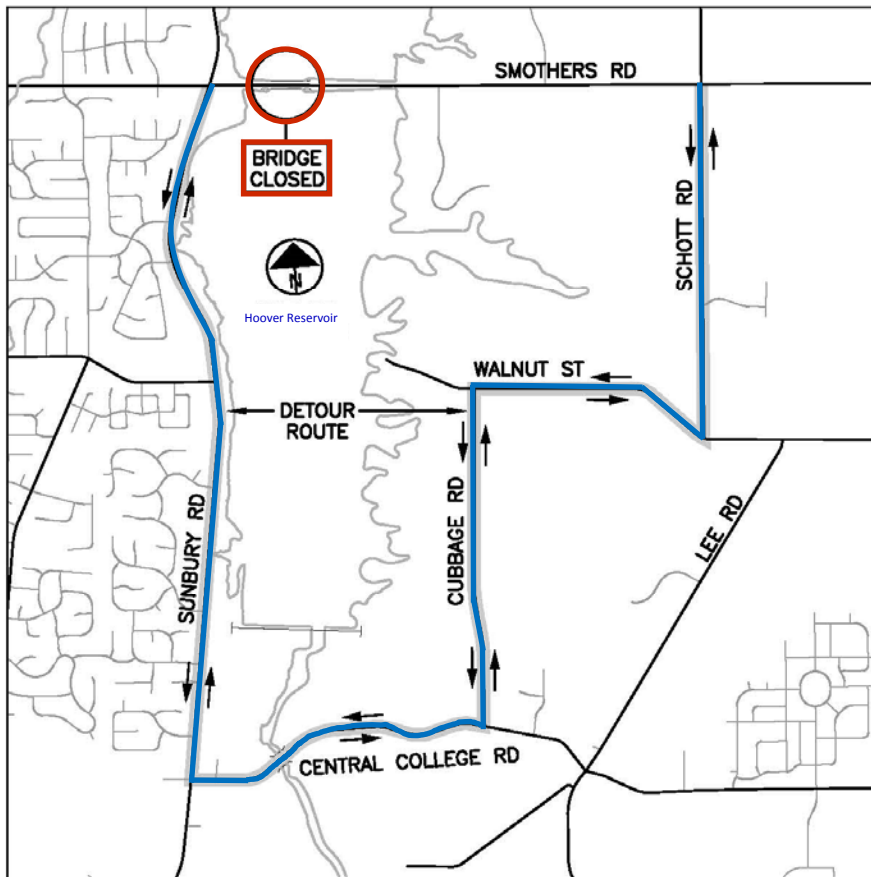 SMOTHERS RD
BRIDGE
CLOSED
SCHOTT RD
N
Hoover Reservoir
WALNUT ST
DETOUR
ROUTE
SUNBURY RD
CUBBAGE RD
LEE RD
CENTRAL COLLEGE RD